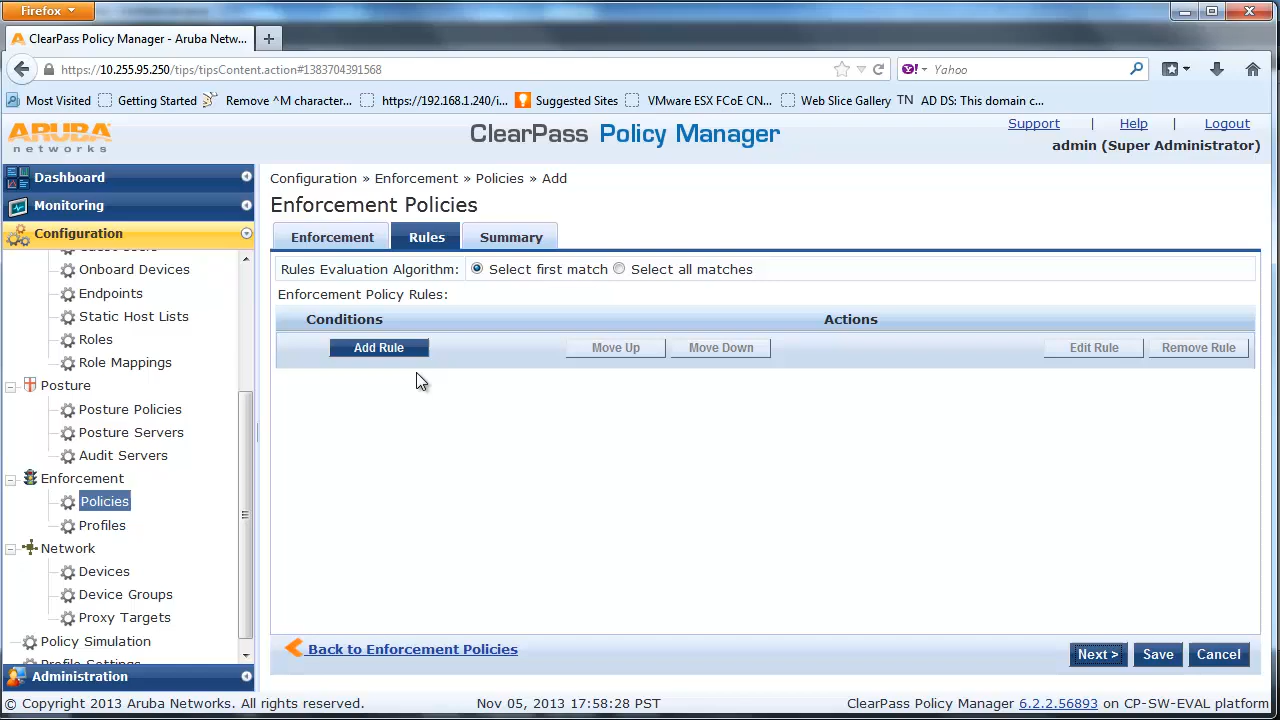 Firefox
ClearPass Policy Manager - Aruba Netw...
https://10.255.95.250/tips/tipsContent.action#1383704391568
Yahoo
Most Visited
Getting Started
Remove ^M character...
https://192.168.1.240/i...
Suggested Sites
VMware ESX FCoE CN...
Web Slice Gallery
TN AD DS: This domain c...
ARUBA
networks
ClearPass Policy Manager
Support | Help | Logout
admin (Super Administrator)
Dashboard
Monitoring
Configuration
Guest Users
Onboard Devices
Endpoints
Static Host Lists
Roles
Role Mappings
Posture
Posture Policies
Posture Servers
Audit Servers
Enforcement
Policies
Profiles
Network
Devices
Device Groups
Proxy Targets
Policy Simulation
Profile Settings
Administration
Configuration » Enforcement » Policies » Add
Enforcement Policies
Enforcement
Rules
Summary
Rules Evaluation Algorithm:
Select first match
Select all matches
Enforcement Policy Rules:
Conditions
Actions
Add Rule
Move Up
Move Down
Edit Rule
Remove Rule
Back to Enforcement Policies
Next >
Save
Cancel
© Copyright 2013 Aruba Networks. All rights reserved.
Nov 05, 2013 17:58:28 PST
ClearPass Policy Manager 6.2.2.56893 on CP-SW-EVAL platform